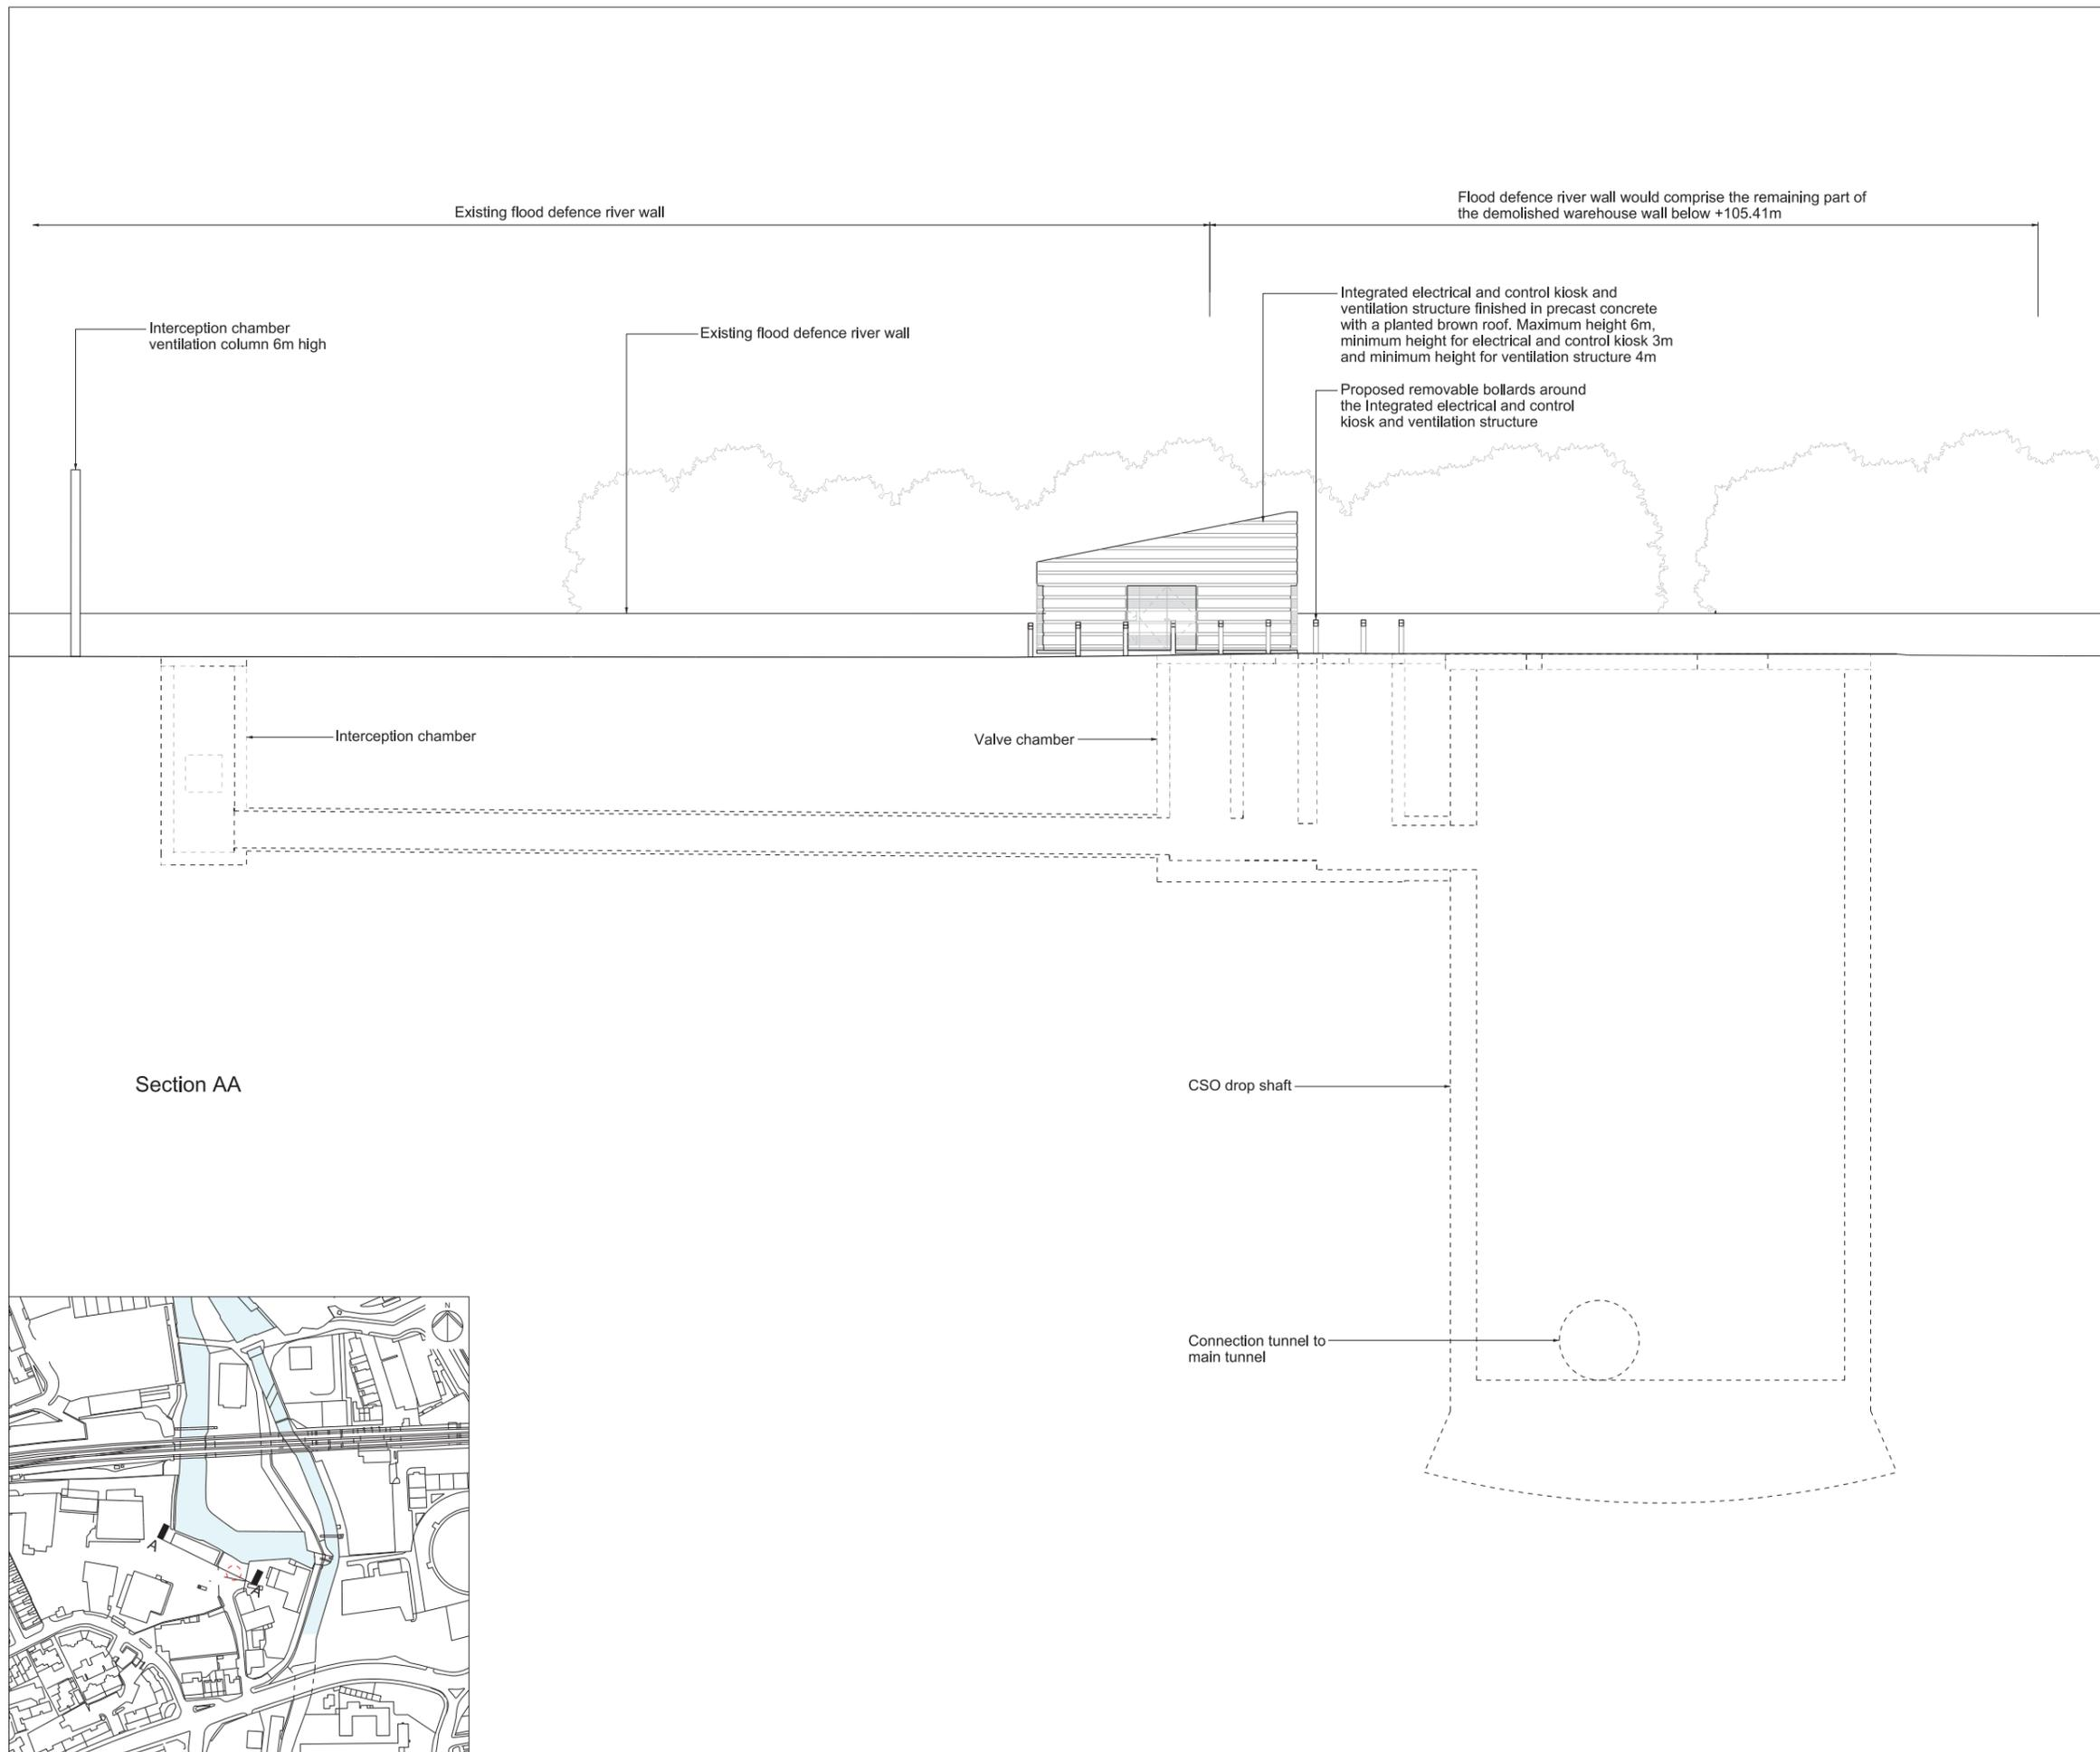 Existing flood defence river wall
Flood defence river wall would comprise the remaining part of
the demolished warehouse wall below +105.41m
Interception chamber
ventilation column 6m high
Existing flood defence river wall
Integrated electrical and control kiosk and
ventilation structure finished in precast concrete
with a planted brown roof. Maximum height 6m,
minimum height for electrical and control kiosk 3m
and minimum height for ventilation structure 4m
Proposed removable bollards around
the Integrated electrical and control
kiosk and ventilation structure
Interception chamber
Valve chamber
Section AA
CSO drop shaft
Connection tunnel to
main tunnel
N
A
A